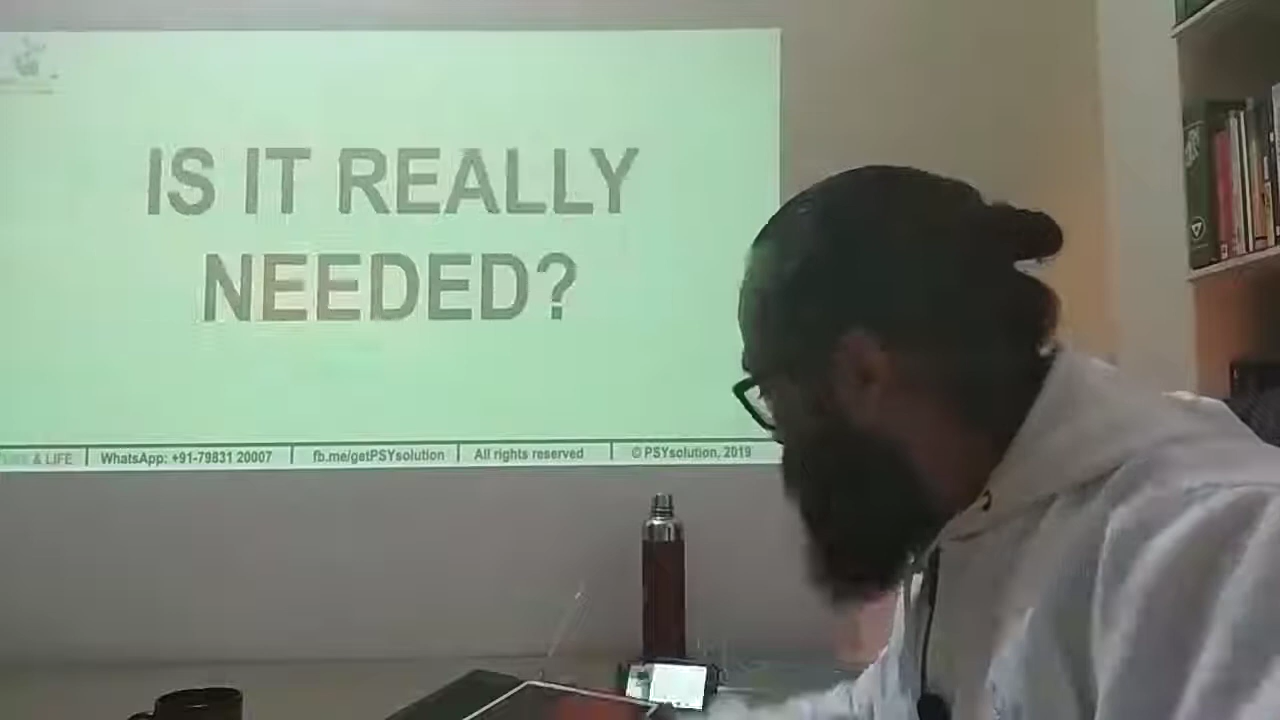 IS IT REALLY
NEEDED?
& LIFE | WhatsApp: +91-79831 20007 | fb.me/getPSYsolution | All rights reserved | © PSYsolution, 2019